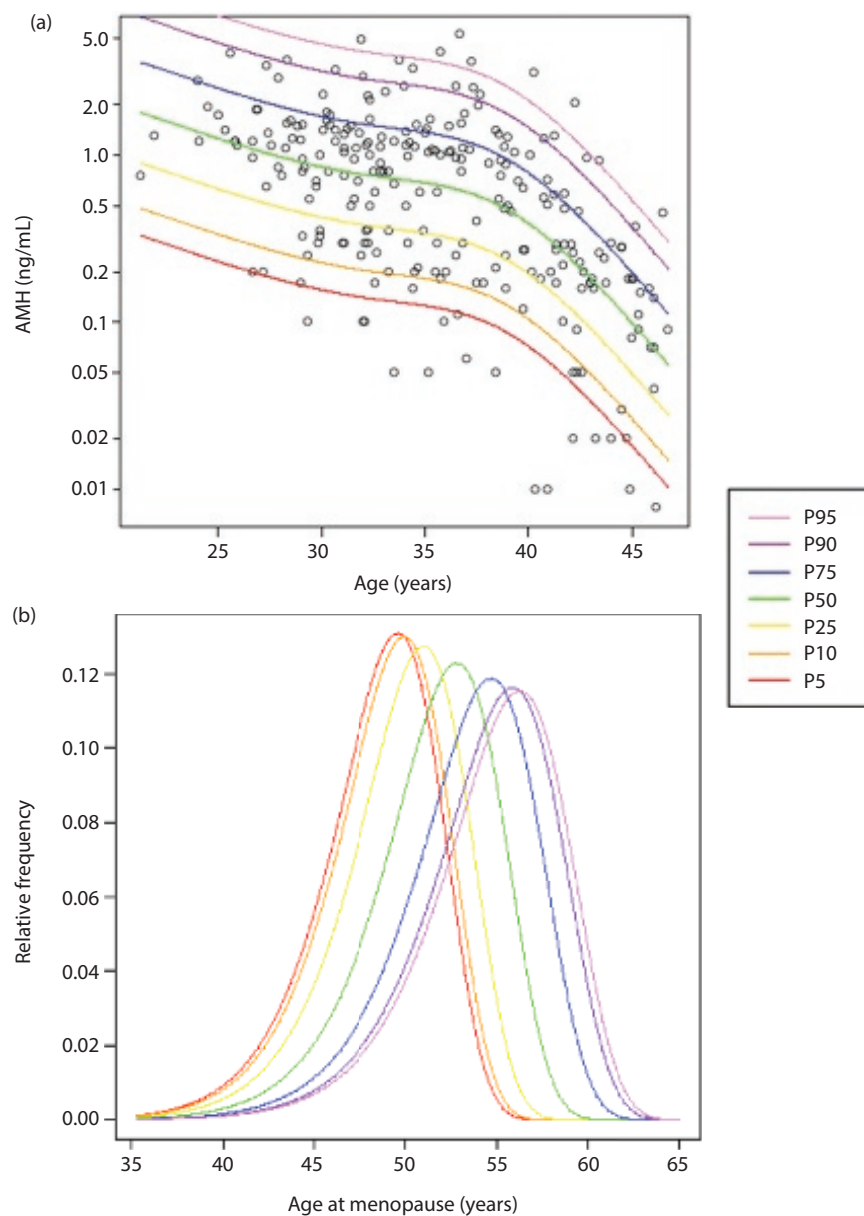 (a)
AMH (ng/mL)
5.0
2.0
1.0
0.5
0.2
0.1
0.05
0.02
0.01
25 30 35 40 45
Age (years)
P95
P90
P75
P50
P25
P10
P5
(b)
Relative frequency
0.12
0.10
0.08
0.06
0.04
0.02
0.00
35 40 45 50 55 60 65
Age at menopause (years)